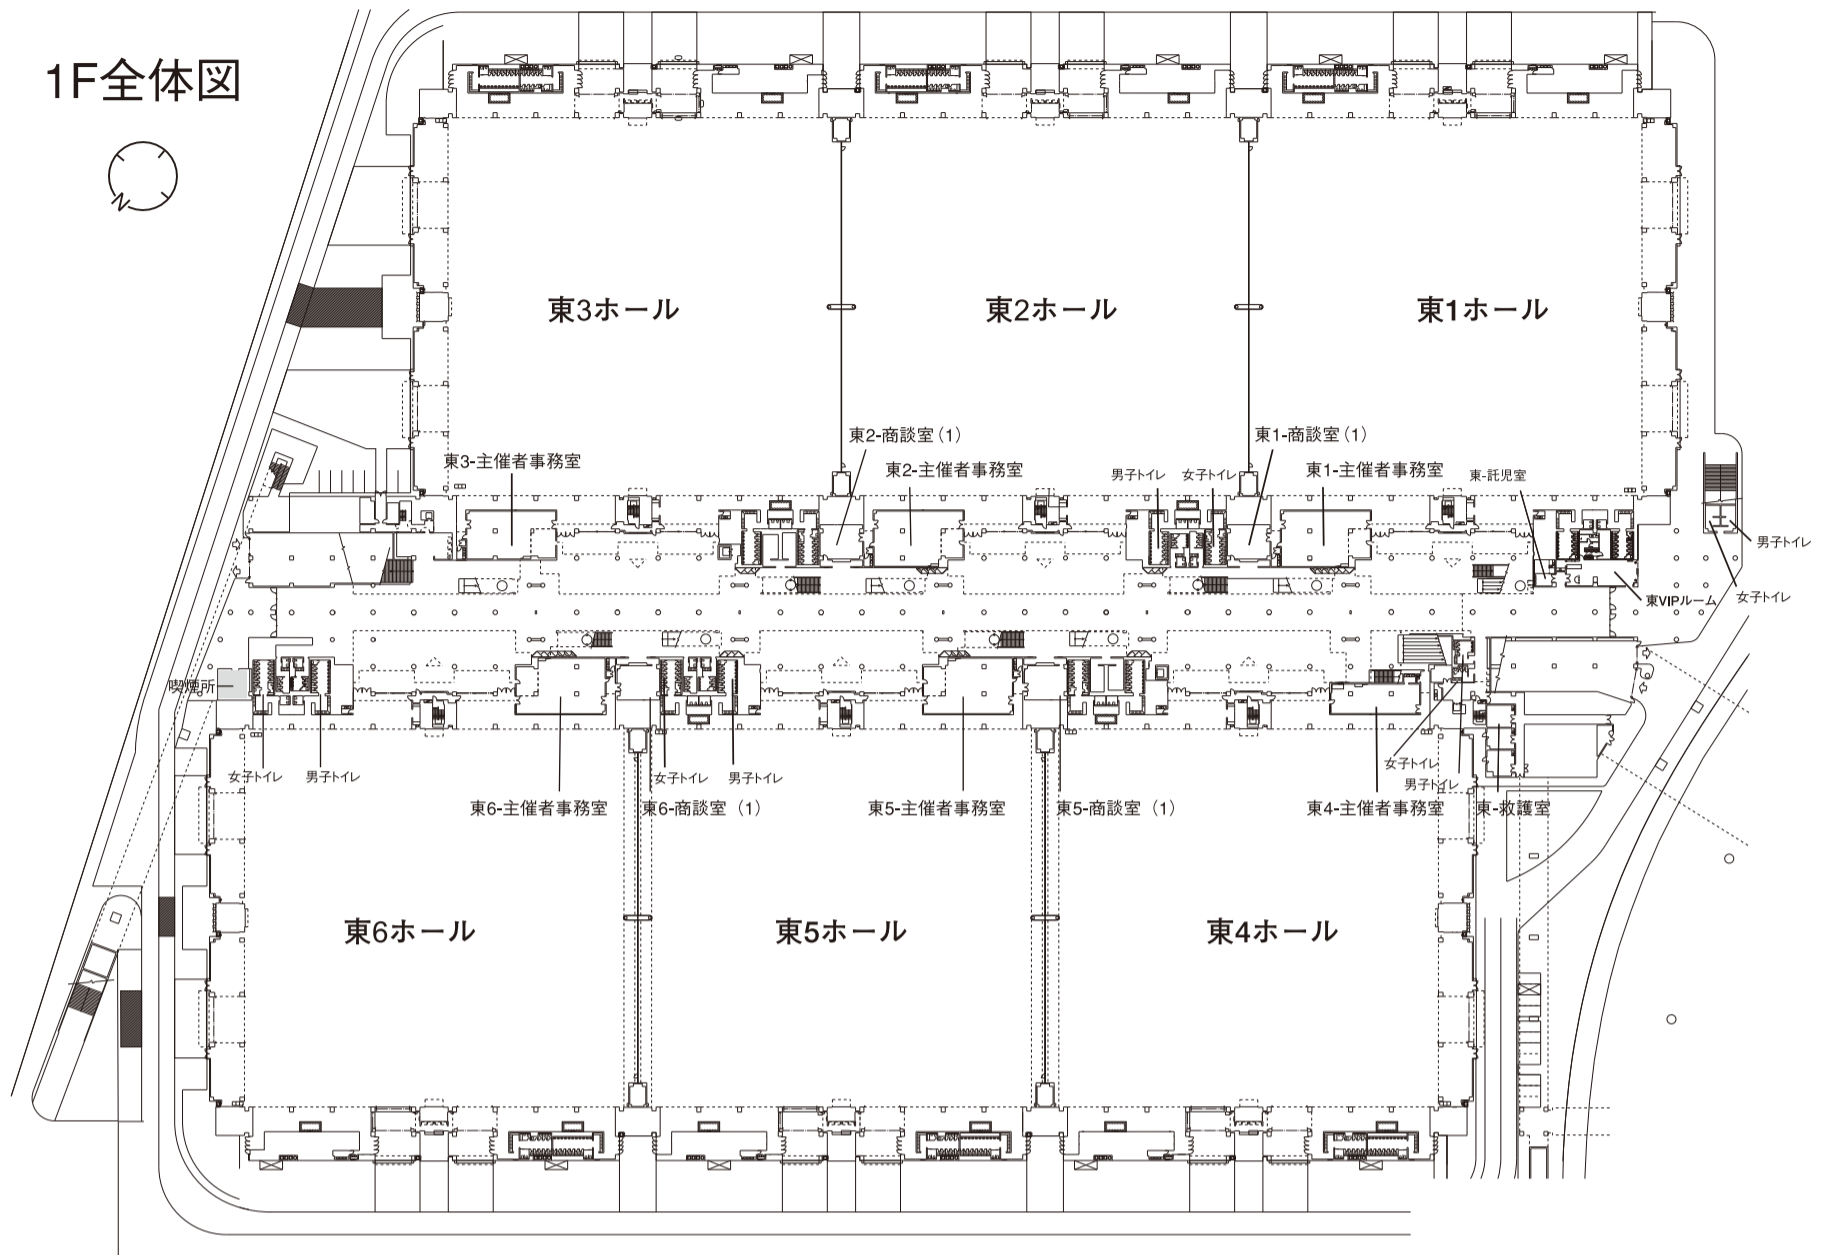 1F全体図
N
東3ホール
東2ホール
東1ホール
東2-商談室(1)
東1-商談室(1)
東3-主催者事務室
東2-主催者事務室
男子トイレ
女子トイレ
東1-主催者事務室
東-託児室
男子トイレ
東VIPルーム
女子トイレ
喫煙所
女子トイレ
男子トイレ
女子トイレ
男子トイレ
女子トイレ
男子トイレ
東6-主催者事務室
東6-商談室(1)
東5-主催者事務室
東5-商談室(1)
東4-主催者事務室
東-救護室
東6ホール
東5ホール
東4ホール